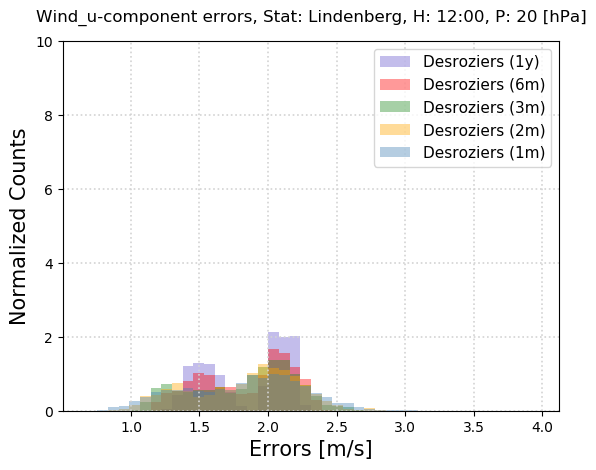 Wind_u-component errors, Stat: Lindenberg, H: 12:00, P: 20 [hPa]
Desroziers (1y)
Desroziers (6m)
Desroziers (3m)
Desroziers (2m)
Desroziers (1m)
Normalized Counts
10
8
6
4
2
0
1.0 1.5 2.0 2.5 3.0 3.5 4.0
Errors [m/s]